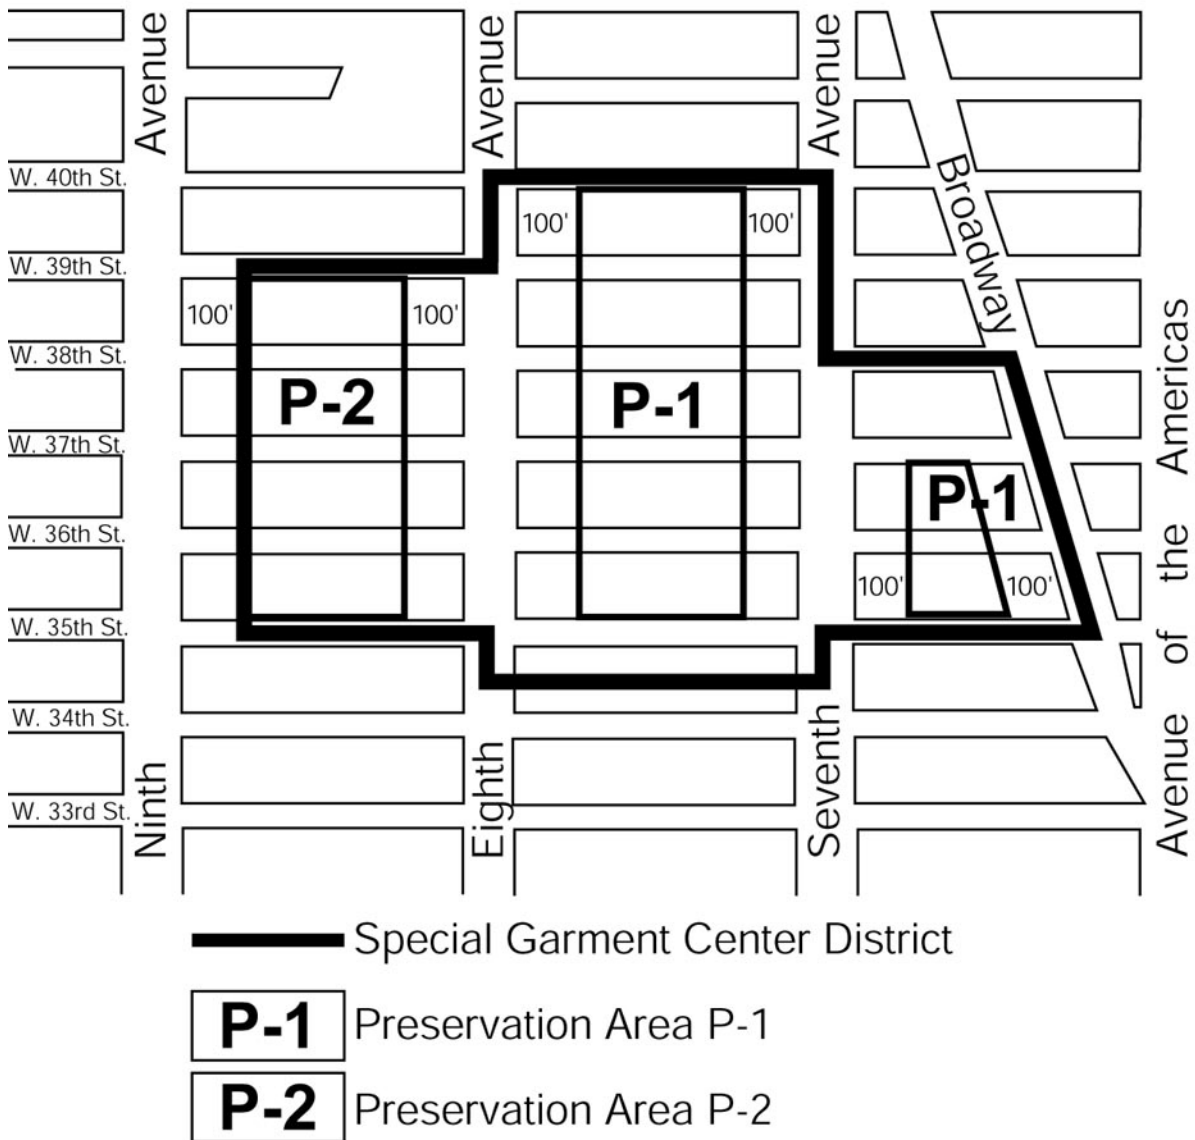 Avenue
Avenue
Avenue
W. 40th St.
Broadway
100'
100'
W. 39th St.
100'
100'
W. 38th St.
P-2
P-1
W. 37th St.
P-1
W. 36th St.
100'
100'
W. 35th St.
W. 34th St.
W. 33rd St.
Ninth
Eighth
Seventh
Avenue of the Americas
Special Garment Center District
P-1 Preservation Area P-1
P-2 Preservation Area P-2